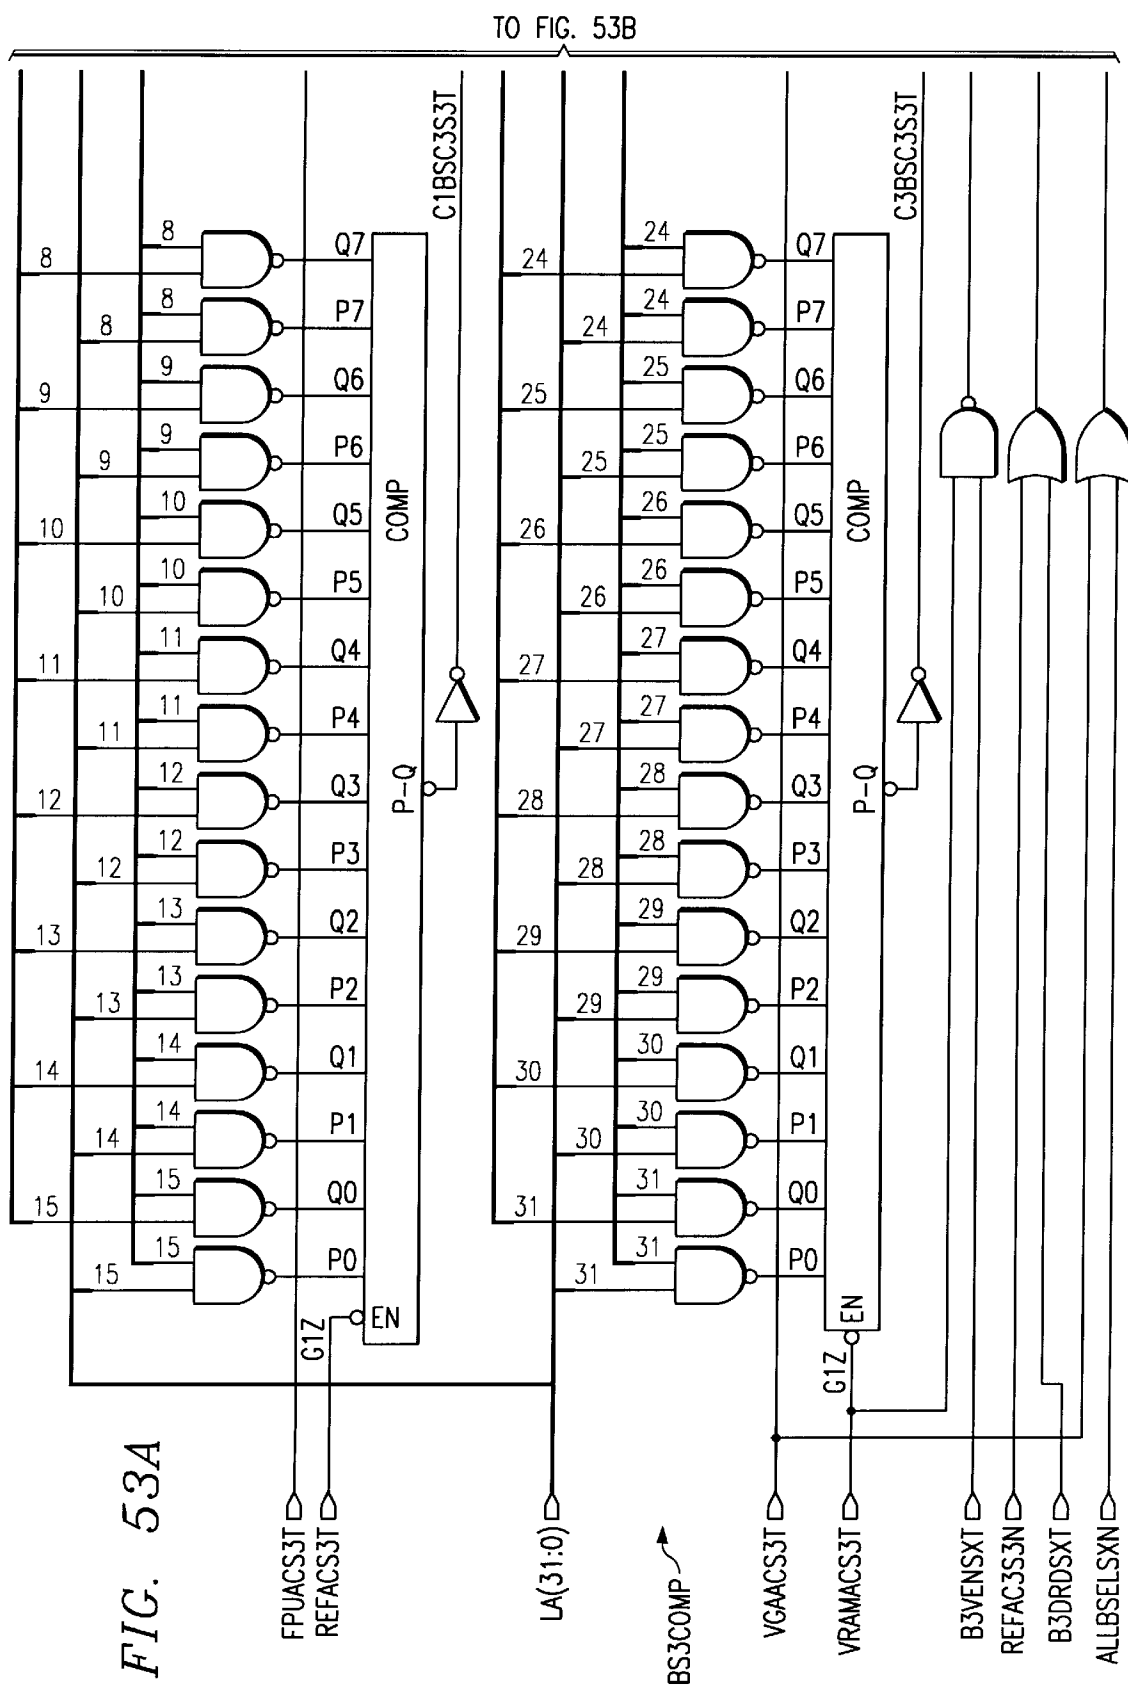 TO FIG. 53B
8
8
8
8
9
9
9
9
10
10
10
10
11
11
11
11
12
12
12
12
13
13
13
13
14
14
14
14
15
15
15
15
Q7
P7
Q6
P6
Q5
P5
Q4
P4
Q3
P3
Q2
P2
Q1
P1
Q0
P0
COMP
P-Q
EN
G1Z
C1BSC3S3T
24
24
24
24
25
25
25
25
26
26
26
26
27
27
27
27
28
28
28
28
29
29
29
29
30
30
30
30
31
31
31
31
Q7
P7
Q6
P6
Q5
P5
Q4
P4
Q3
P3
Q2
P2
Q1
P1
Q0
P0
COMP
P-Q
EN
G1Z
C3BSC3S3T
FIG. 53A
FPUACS3T
REFACS3T
LA(31:0)
BS3COMP
VGAACS3T
VRAMACS3T
B3VENSXT
REFAC3S3N
B3DRDSXT
ALLBSELSXN